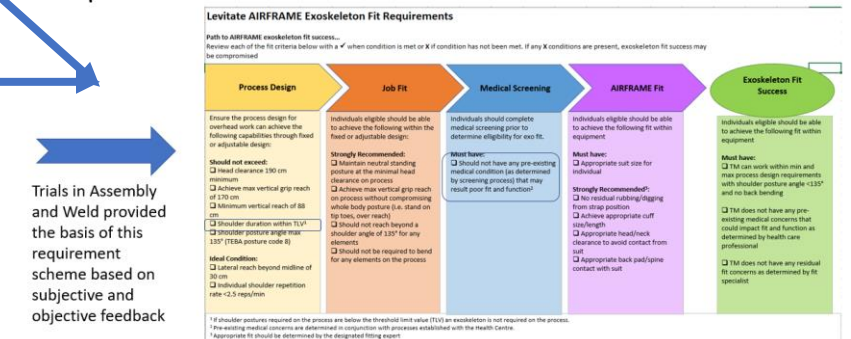 Levitate AIRFRAME Exoskeleton Fit Requirements
Path to AIRFRAME exoskeleton fit success...
Review each of the fit criteria below with a ✓ when condition is met or X if condition has not been met. If any X conditions are present, exoskeleton fit success may
be compromised
Process Design
Ensure the process design for
overhead work can achieve the
following capabilities through fixed
or adjustable design:
Should not exceed:
☐ Head clearance 190 cm
minimum
☐ Achieve max vertical grip reach
of 170 cm
☐ Minimum vertical reach of 88
cm
☐ Shoulder duration within TLV¹
☐ Shoulder posture angle max
135° (TEBA posture code 8)
Ideal Condition:
☐ Lateral reach beyond midline of
30 cm
☐ Individual shoulder repetition
rate <2.5 reps/min
Job Fit
Individuals eligible should be able
to achieve the following within the
fixed or adjustable design:
Strongly Recommended:
☐ Maintain neutral standing
posture at the minimal head
clearance on process
☐ Achieve max vertical grip reach
on process without compromising
whole body posture (i.e. stand on
tip toes, over reach)
☐ Should not reach beyond a
shoulder angle of 135° for any
elements
☐ Should not be required to bend
for any elements on the process
Medical Screening
Individuals should complete
medical screening prior to
determine eligibility for exo fit.
Must have:
☐ Should not have any pre-existing
medical condition (as determined
by screening process) that may
result poor fit and function²
AIRFRAME Fit
Individuals eligible should be able
to achieve the following fit within
equipment
Must have:
☐ Appropriate suit size for
individual
Strongly Recommended³:
☐ No residual rubbing/digging
from strap position
☐ Achieve appropriate cuff
size/length
☐ Appropriate head/neck
clearance to avoid contact from
suit
☐ Appropriate back pad/spine
contact with suit
Exoskeleton Fit
Success
Individuals eligible should be able
to achieve the following fit within
equipment
Must have:
☐ TM can work within min and
max process design requirements
with shoulder posture angle <135°
and no back bending
☐ TM does not have any pre-
existing medical concerns that
could impact fit and function as
determined by health care
professional
☐ TM does not have any residual
fit concerns as determined by fit
specialist
¹ If shoulder postures required on the process are below the threshold limit value (TLV) an exoskeleton is not required on the process.
² Pre-existing medical concerns are determined in conjunction with processes established with the Health Centre.
³ Appropriate fit should be determined by the designated fitting expert
Trials in Assembly
and Weld provided
the basis of this
requirement
scheme based on
subjective and
objective feedback